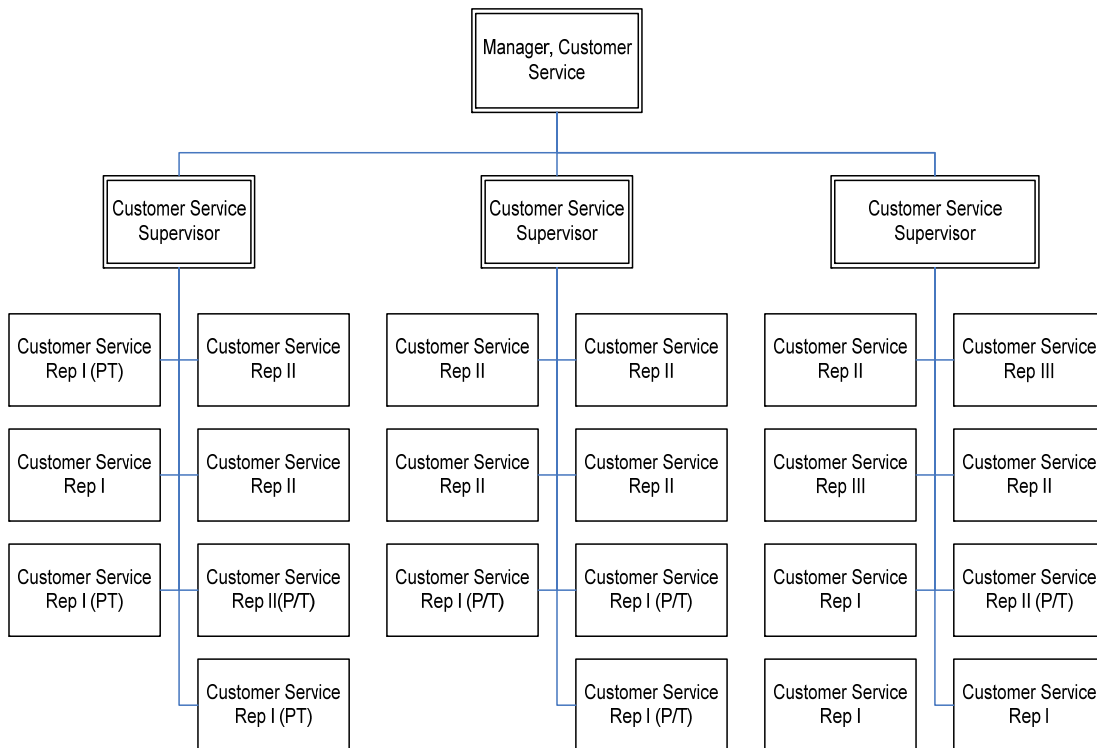 Manager, Customer
Service
Customer Service
Supervisor
Customer Service
Supervisor
Customer Service
Supervisor
Customer Service
Rep I (PT)
Customer Service
Rep II
Customer Service
Rep II
Customer Service
Rep II
Customer Service
Rep II
Customer Service
Rep III
Customer Service
Rep I
Customer Service
Rep II
Customer Service
Rep II
Customer Service
Rep II
Customer Service
Rep III
Customer Service
Rep II
Customer Service
Rep I (PT)
Customer Service
Rep II(P/T)
Customer Service
Rep I (P/T)
Customer Service
Rep I (P/T)
Customer Service
Rep I
Customer Service
Rep II (P/T)
Customer Service
Rep I (PT)
Customer Service
Rep I (P/T)
Customer Service
Rep I
Customer Service
Rep I